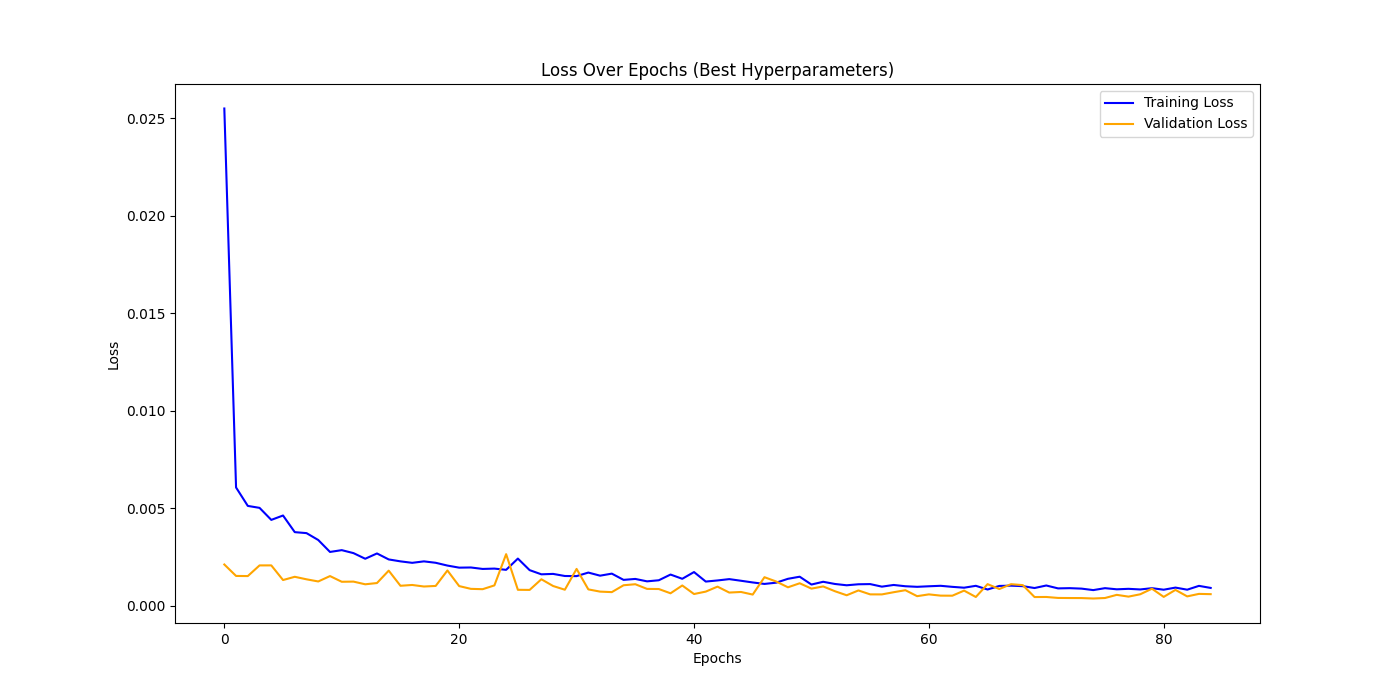 Loss Over Epochs (Best Hyperparameters)
Training Loss
Validation Loss
0.025
0.020
0.015
0.010
0.005
0.000
Loss
0 20 40 60 80
Epochs